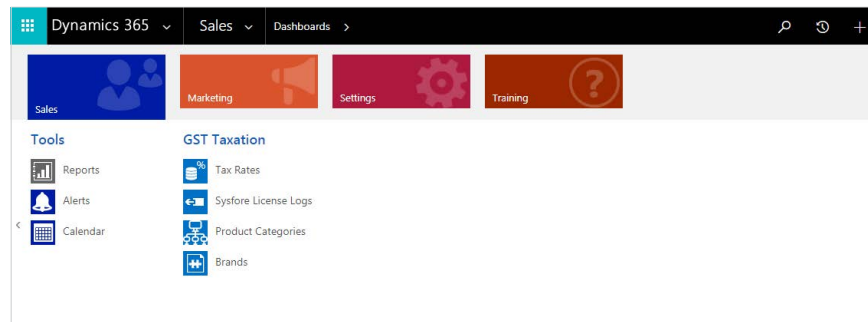 Dynamics 365 Sales Dashboards
Sales Marketing Settings Training
Tools GST Taxation
Reports Tax Rates
Alerts Sysfore License Logs
Calendar Product Categories
Brands